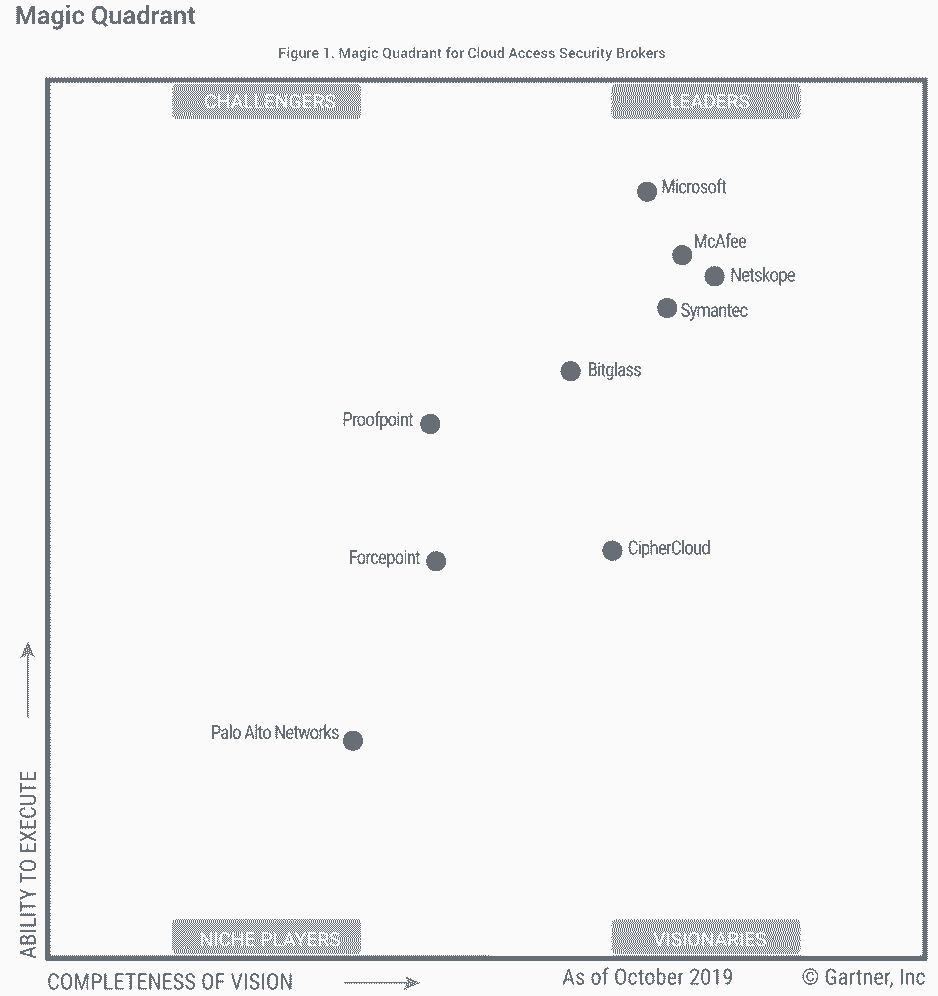 Magic Quadrant
Figure 1. Magic Quadrant for Cloud Access Security Brokers
CHALLENGERS
LEADERS
Microsoft
McAfee
Netskope
Symantec
Bitglass
Proofpoint
CipherCloud
Forcepoint
Palo Alto Networks
ABILITY TO EXECUTE
NICHE PLAYERS
VISIONARIES
COMPLETENESS OF VISION
As of October 2019
© Gartner, Inc